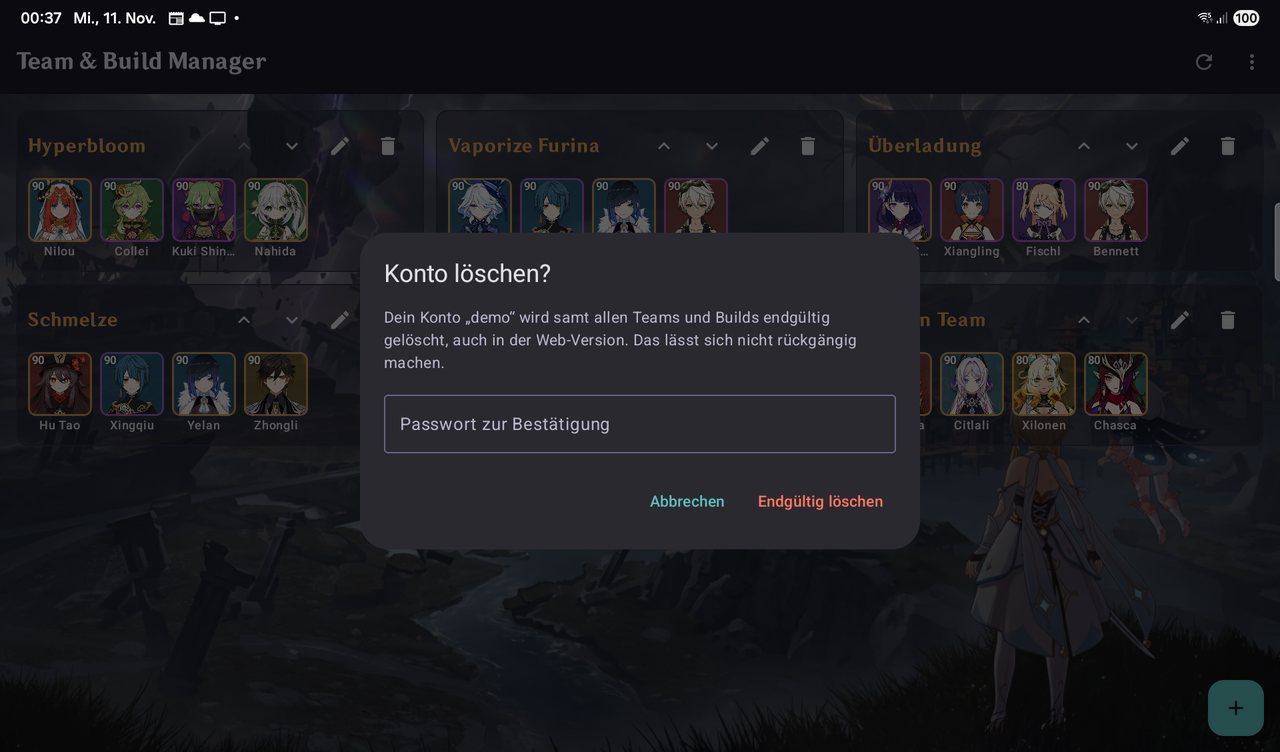 00:37 Mi., 11. Nov.
100
Team & Build Manager
Hyperbloom
Vaporize Furina
Überladung
90 90 90 90
90 90 90 90
90 90 80 90
Nilou Collei Kuki Shin... Nahida
Xiangling Fischl Bennett
Konto löschen?
Dein Konto „demo“ wird samt allen Teams und Builds endgültig
gelöscht, auch in der Web-Version. Das lässt sich nicht rückgängig
machen.
Passwort zur Bestätigung
Abbrechen Endgültig löschen
Schmelze
Team
90 90 90 90
90 80 80
Hu Tao Xingqiu Yelan Zhongli
Citlali Xilonen Chasca